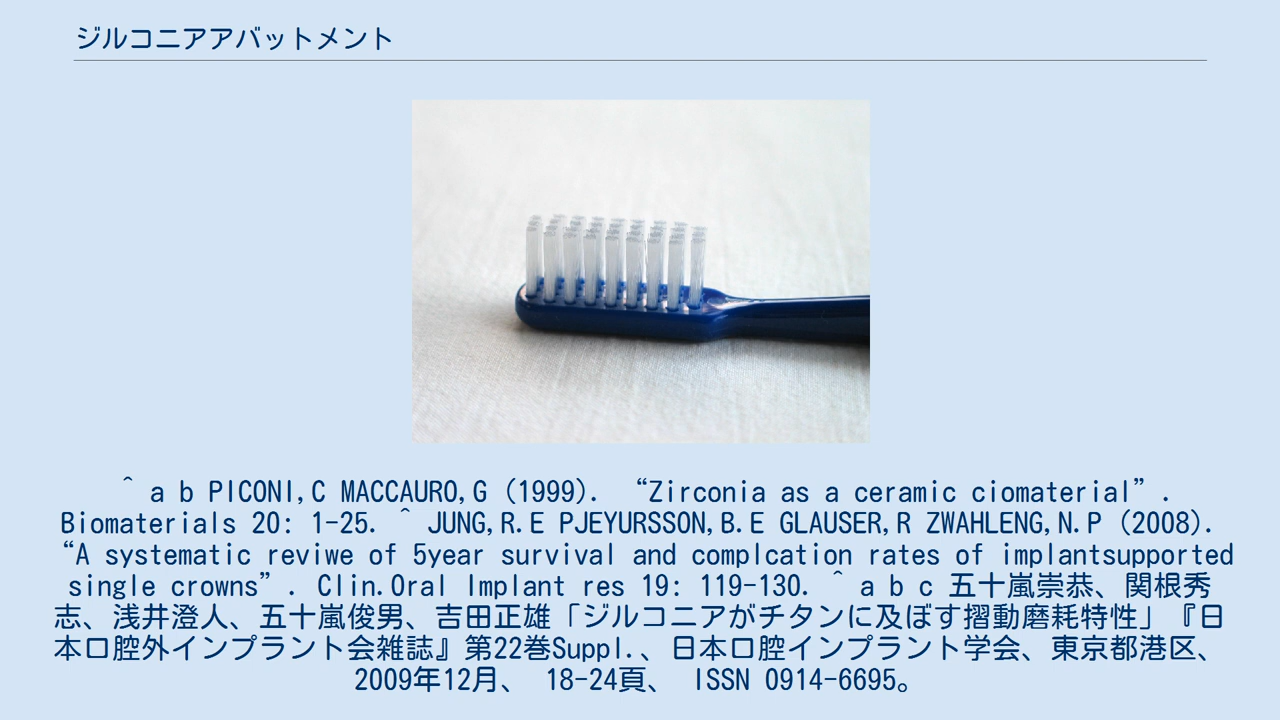 ジルコニアアバットメント
^ a b PICONI,C MACCAURO,G (1999). “Zirconia as a ceramic ciomaterial”.
Biomaterials 20: 1-25. ^ JUNG,R.E PJEYURSSON,B.E GLAUSER,R ZWAHLENG,N.P (2008).
“A systematic reviwe of 5year survival and complcation rates of implantsupported
single crowns”. Clin.Oral Implant res 19: 119-130. ^ a b c 五十嵐崇恭、関根秀
志、浅井澄人、五十嵐俊男、吉田正雄「ジルコニアがチタンに及ぼす摺動磨耗特性」『日
本口腔外インプラント会雑誌』第22巻Suppl.、日本口腔インプラント学会、東京都港区、
2009年12月、 18-24頁、 ISSN 0914-6695。